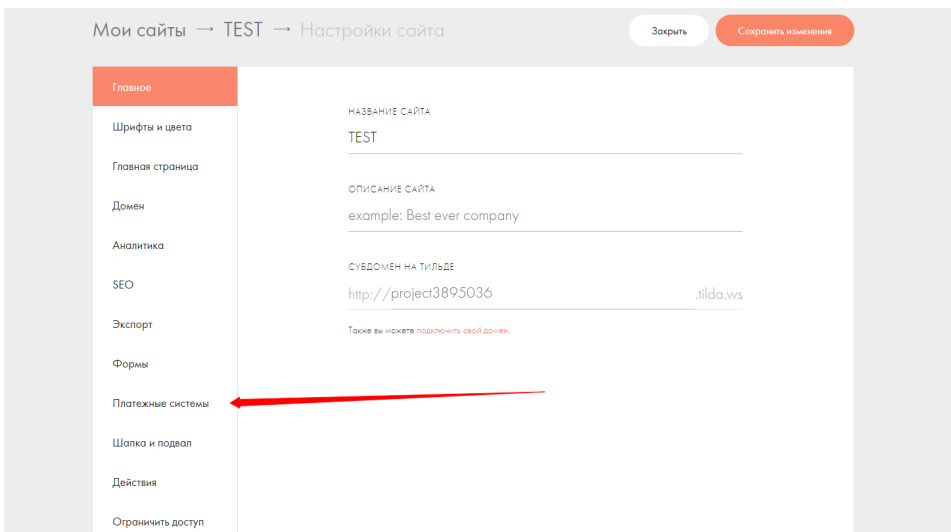 Мои сайты → TEST → Настройки сайта
Закрыть
Сохранить изменения
Главное
Шрифты и цвета
Главная страница
Домен
Аналитика
SEO
Экспорт
Формы
Платежные системы
Шапка и подвал
Действия
Ограничить доступ
НАЗВАНИЕ САЙТА
TEST
ОПИСАНИЕ САЙТА
example: Best ever company
СУБДОМЕН НА ТИЛЬДЕ
http://project3895036 .tilda.ws
Также вы можете подключить свой домен.